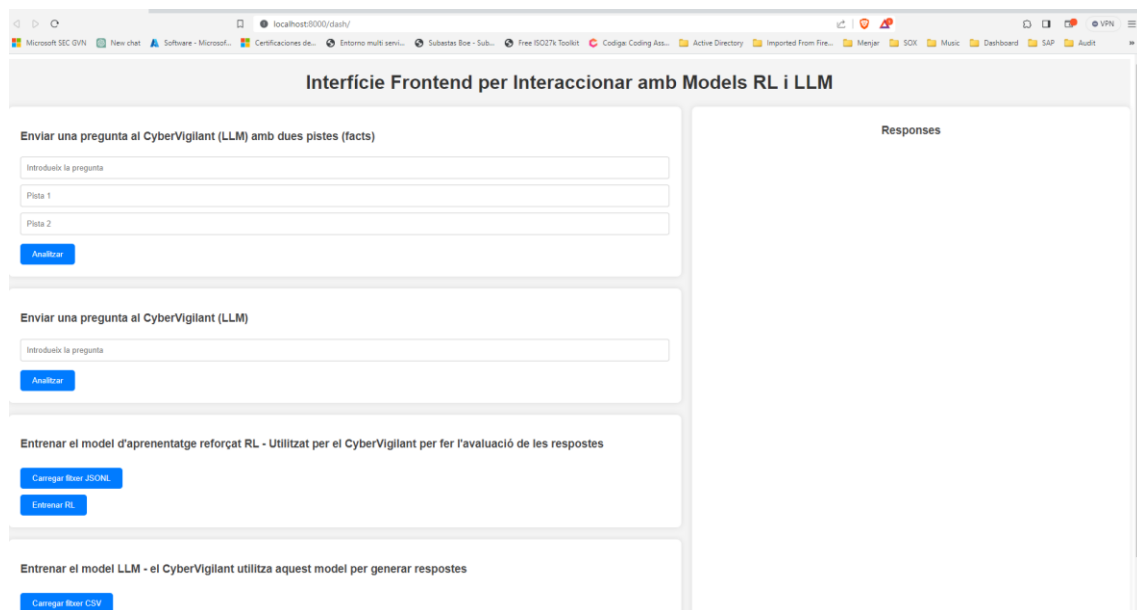 localhost:8000/dash/
VPN
Microsoft SEC GVN
New chat
Software - Microsof...
Certificaciones de...
Entorno multi servi...
Subastas Boe - Sub...
Free ISO27k Toolkit
Codiga: Coding Ass...
Active Directory
Imported From Fire...
Menjar
SOX
Music
Dashboard
SAP
Audit
»
Interfície Frontend per Interaccionar amb Models RL i LLM
Enviar una pregunta al CyberVigilant (LLM) amb dues pistes (facts)
Introdueix la pregunta
Pista 1
Pista 2
Analitzar
Enviar una pregunta al CyberVigilant (LLM)
Introdueix la pregunta
Analitzar
Entrenar el model d'aprenentatge reforçat RL - Utilitzat per el CyberVigilant per fer l'avaluació de les respostes
Carregar fitxer JSONL
Entrenar RL
Entrenar el model LLM - el CyberVigilant utilitza aquest model per generar respostes
Carregar fitxer CSV
Responses